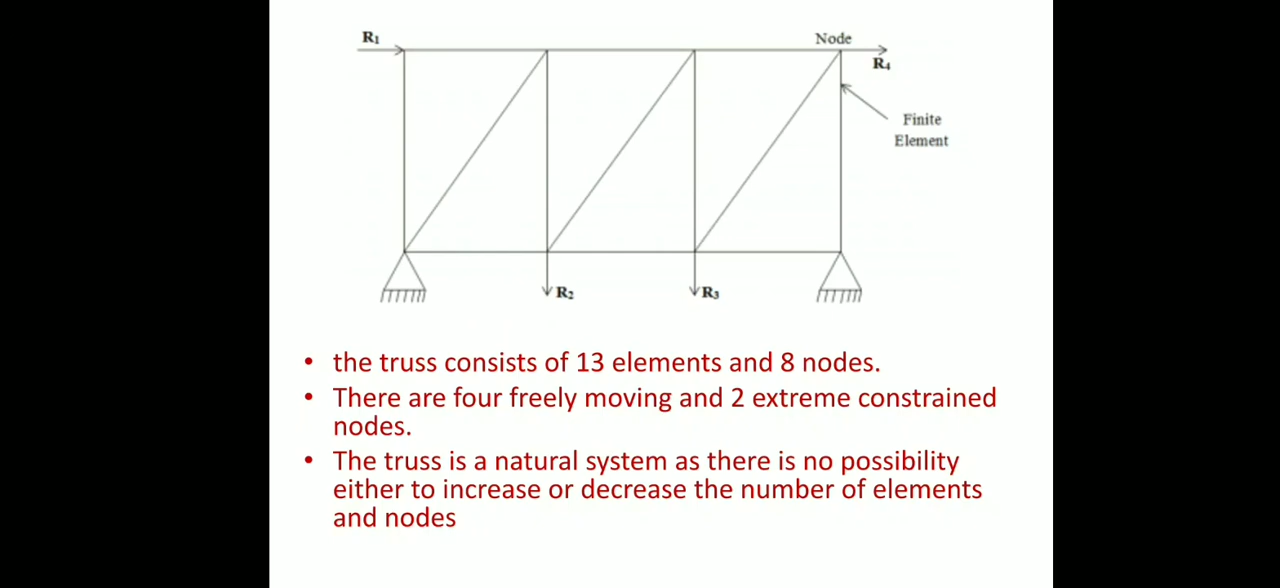 R1
Node
R4
Finite
Element
R2
R3
• the truss consists of 13 elements and 8 nodes.
• There are four freely moving and 2 extreme constrained
nodes.
• The truss is a natural system as there is no possibility
either to increase or decrease the number of elements
and nodes